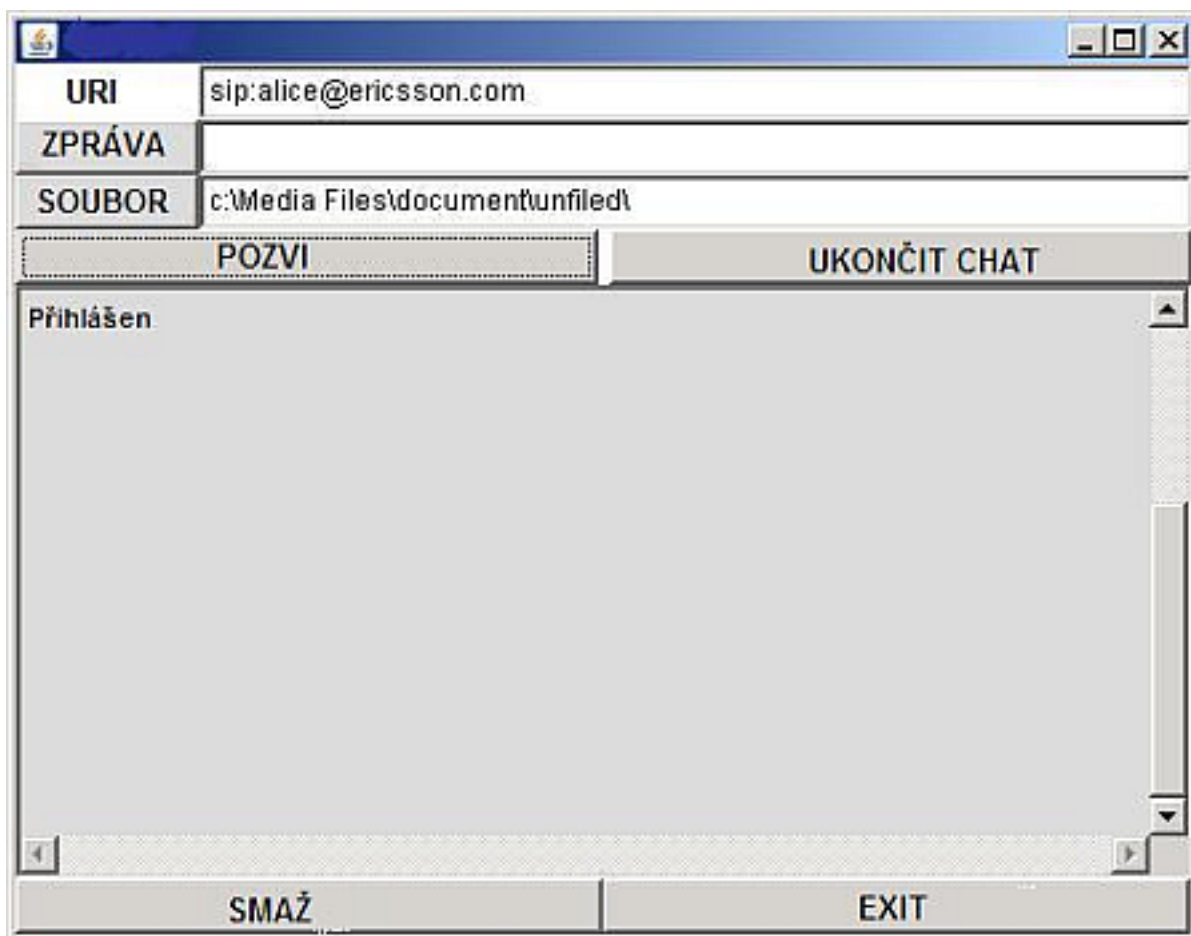 URI sip:alice@ericsson.com
ZPRÁVA
SOUBOR c:\Media Files\document\unfiled\
POZVI UKONČIT CHAT
Přihlášen
SMAŽ EXIT